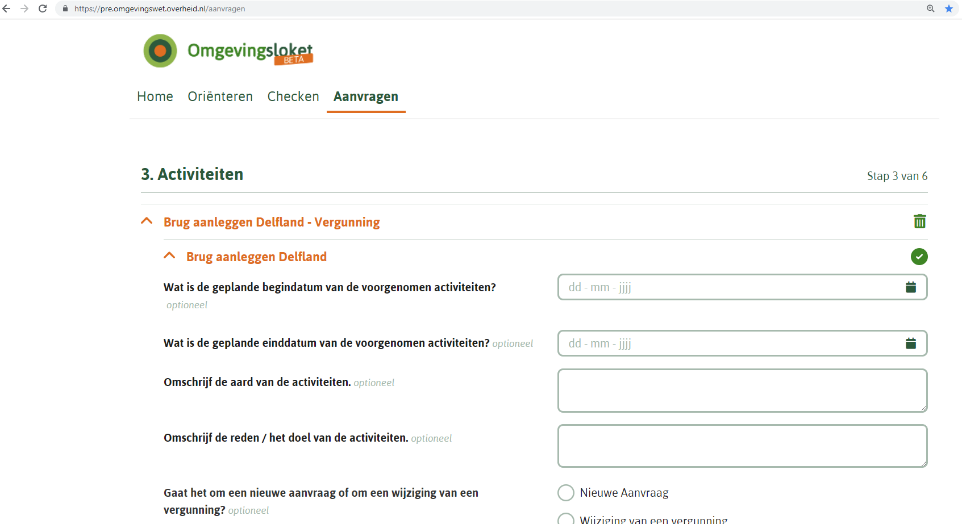 https://pre.omgevingswet.overheid.nl/aanvragen
Omgevingsloket
BETA
Home Oriënteren Checken Aanvragen
3. Activiteiten Stap 3 van 6
Brug aanleggen Delfland - Vergunning
Brug aanleggen Delfland
Wat is de geplande begindatum van de voorgenomen activiteiten? dd - mm - jjjj
optioneel
Wat is de geplande einddatum van de voorgenomen activiteiten? optioneel dd - mm - jjjj
Omschrijf de aard van de activiteiten. optioneel
Omschrijf de reden / het doel van de activiteiten. optioneel
Gaat het om een nieuwe aanvraag of om een wijziging van een Nieuwe Aanvraag
vergunning? optioneel
Wijziging van een vergunning